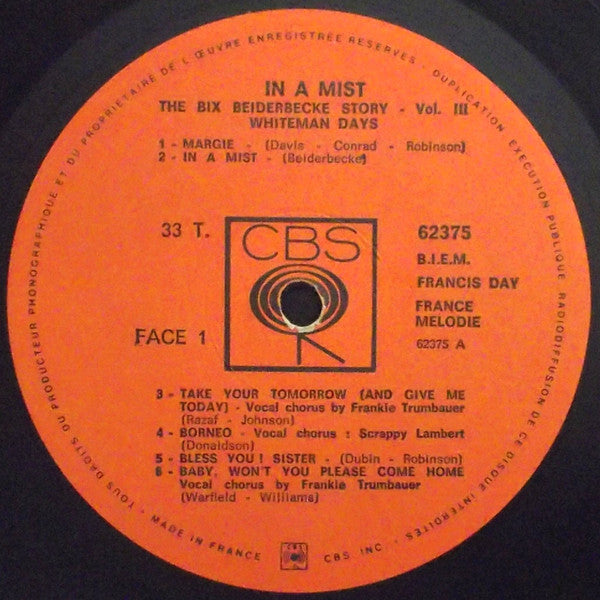 TOUS DROITS DU PRODUCTEUR PHONOGRAPHIQUE ET DU PROPRIETAIRE DE L'ŒUVRE ENREGISTRÉE RESERVES - DUPLICATION EXECUTION PUBLIQUE RADIODIFFUSION DE CE DISQUE INTERDITES
IN A MIST
THE BIX BEIDERBECKE STORY - Vol. III
WHITEMAN DAYS
1 - MARGIE - (Davis - Conrad - Robinson)
2 - IN A MIST - (Beiderbecke)
33 T.
CBS
62375
B.I.E.M.
FRANCIS DAY
FRANCE
MELODIE
FACE 1
62375 A
3 - TAKE YOUR TOMORROW (AND GIVE ME
TODAY) - Vocal chorus by Frankie Trumbauer
(Razaf - Johnson)
4 - BORNEO - Vocal chorus : Scrappy Lambert
(Donaldson)
5 - BLESS YOU ! SISTER - (Dubin - Robinson)
6 - BABY, WON'T YOU PLEASE COME HOME
Vocal chorus by Frankie Trumbauer
(Warfield - Williams)
- MADE IN FRANCE
CBS
CBS INC. -